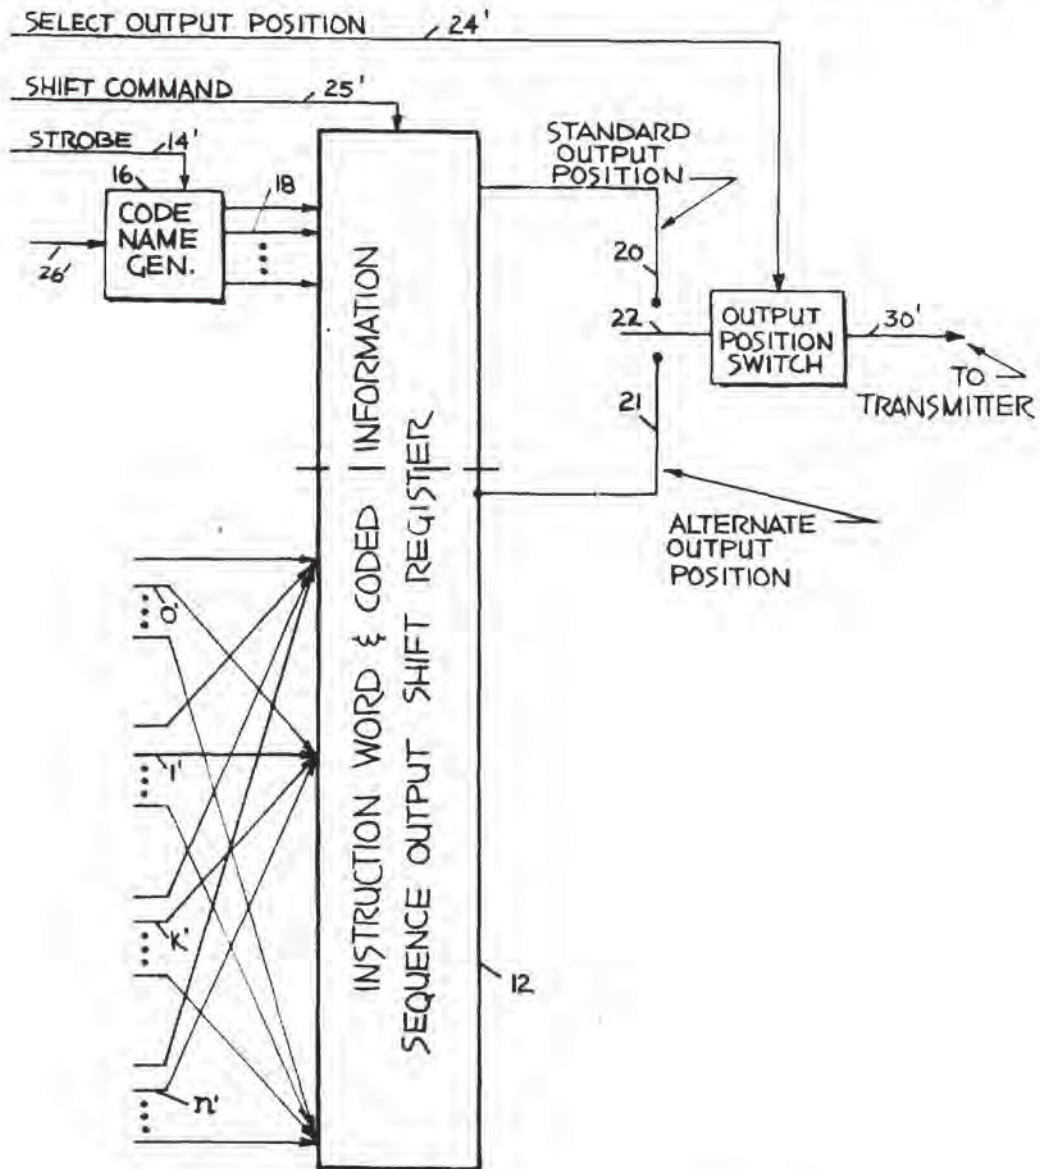 SELECT OUTPUT POSITION
24'
SHIFT COMMAND
25'
STROBE
14'
16
18
CODE
NAME
GEN.
26'
STANDARD
OUTPUT
POSITION
20
22
OUTPUT
POSITION
SWITCH
30'
TO
TRANSMITTER
21
ALTERNATE
OUTPUT
POSITION
INSTRUCTION WORD & CODED INFORMATION
SEQUENCE OUTPUT SHIFT REGISTER
0'
1'
K'
n'
12